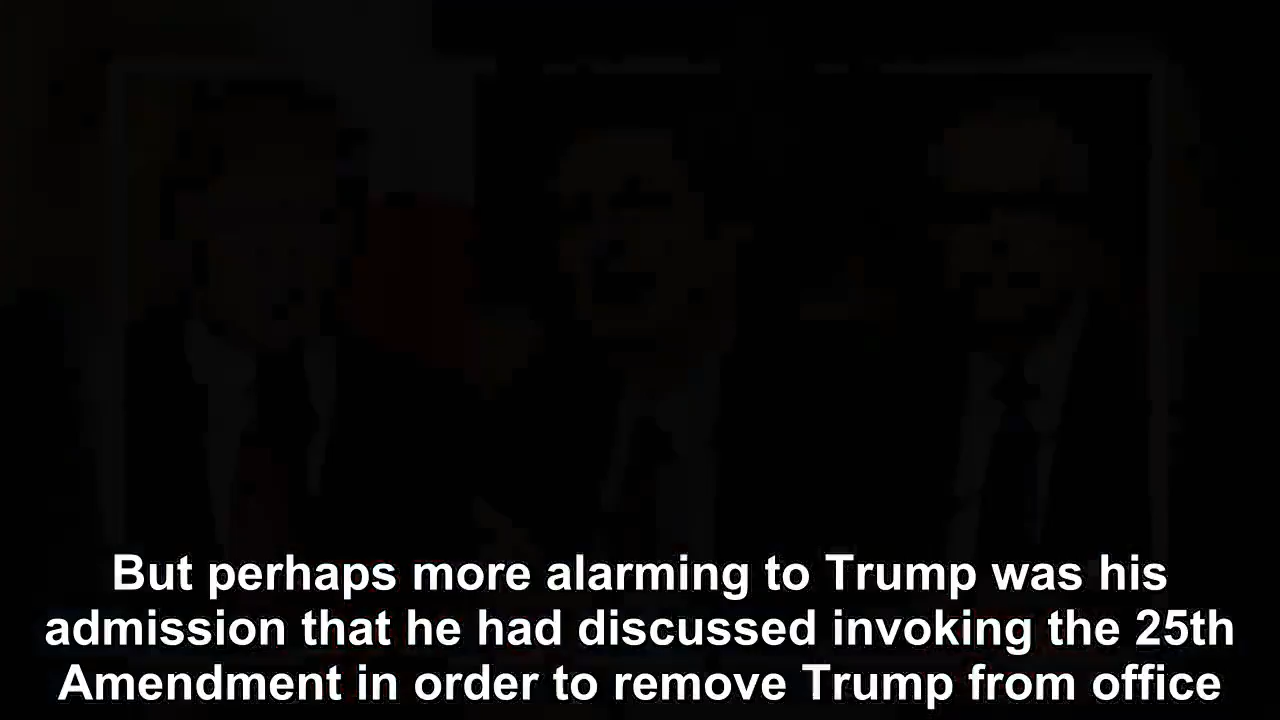 But perhaps more alarming to Trump was his
admission that he had discussed invoking the 25th
Amendment in order to remove Trump from office